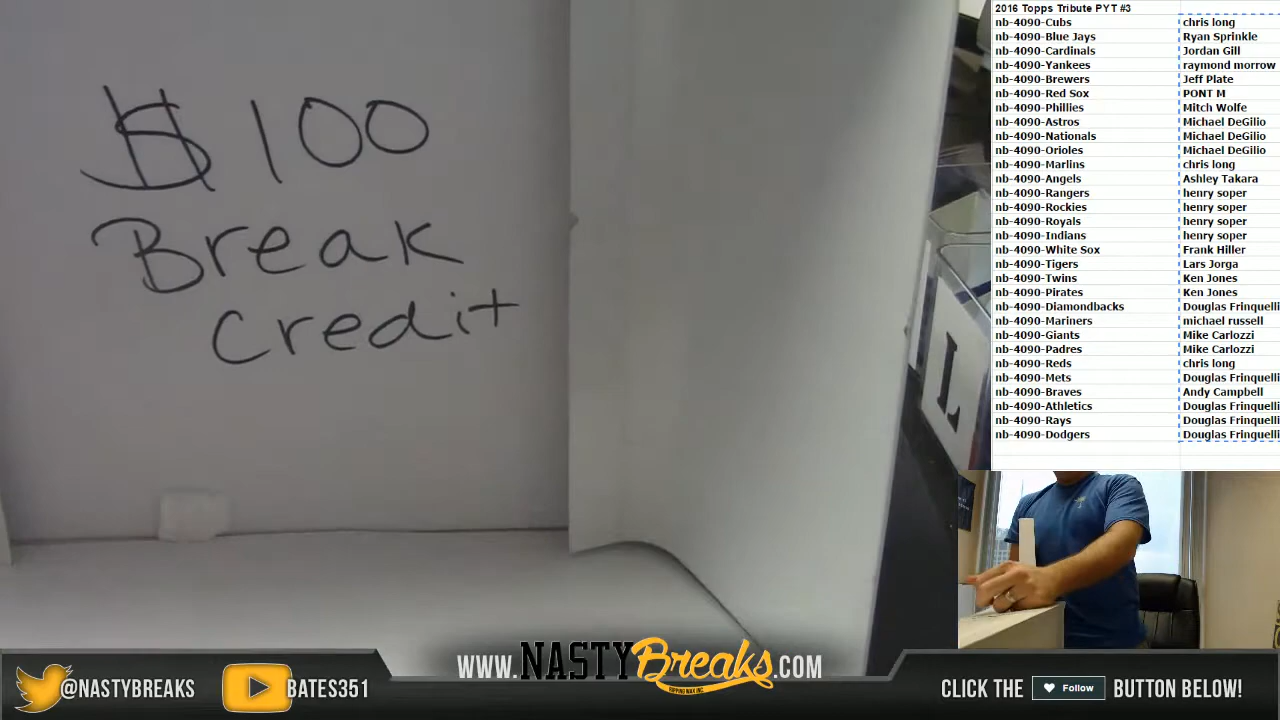 $100
Break
Credit
L
2016 Topps Tribute PYT #3
nb-4090-Cubs chris long
nb-4090-Blue Jays Ryan Sprinkle
nb-4090-Cardinals Jordan Gill
nb-4090-Yankees raymond morrow
nb-4090-Brewers Jeff Plate
nb-4090-Red Sox PONT M
nb-4090-Phillies Mitch Wolfe
nb-4090-Astros Michael DeGilio
nb-4090-Nationals Michael DeGilio
nb-4090-Orioles Michael DeGilio
nb-4090-Marlins chris long
nb-4090-Angels Ashley Takara
nb-4090-Rangers henry soper
nb-4090-Rockies henry soper
nb-4090-Royals henry soper
nb-4090-Indians henry soper
nb-4090-White Sox Frank Hiller
nb-4090-Tigers Lars Jorga
nb-4090-Twins Ken Jones
nb-4090-Pirates Ken Jones
nb-4090-Diamondbacks Douglas Frinquelli
nb-4090-Mariners michael russell
nb-4090-Giants Mike Carlozzi
nb-4090-Padres Mike Carlozzi
nb-4090-Reds chris long
nb-4090-Mets Douglas Frinquelli
nb-4090-Braves Andy Campbell
nb-4090-Athletics Douglas Frinquelli
nb-4090-Rays Douglas Frinquelli
nb-4090-Dodgers Douglas Frinquelli
@NASTYBREAKS
BATES351
WWW.NASTYBreaks.COM
RIPPING WAX INC.
CLICK THE Follow BUTTON BELOW!